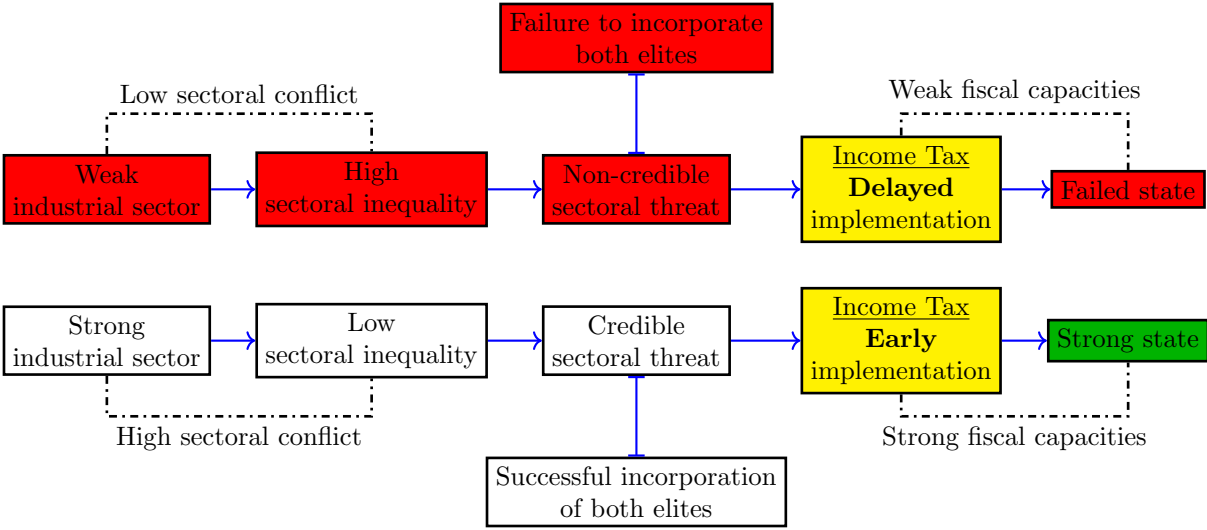 Failure to incorporate
both elites
Low sectoral conflict
Weak fiscal capacities
Weak
industrial sector
High
sectoral inequality
Non-credible
sectoral threat
Income Tax
Delayed
implementation
Failed state
Strong
industrial sector
Low
sectoral inequality
Credible
sectoral threat
Income Tax
Early
implementation
Strong state
High sectoral conflict
Strong fiscal capacities
Successful incorporation
of both elites